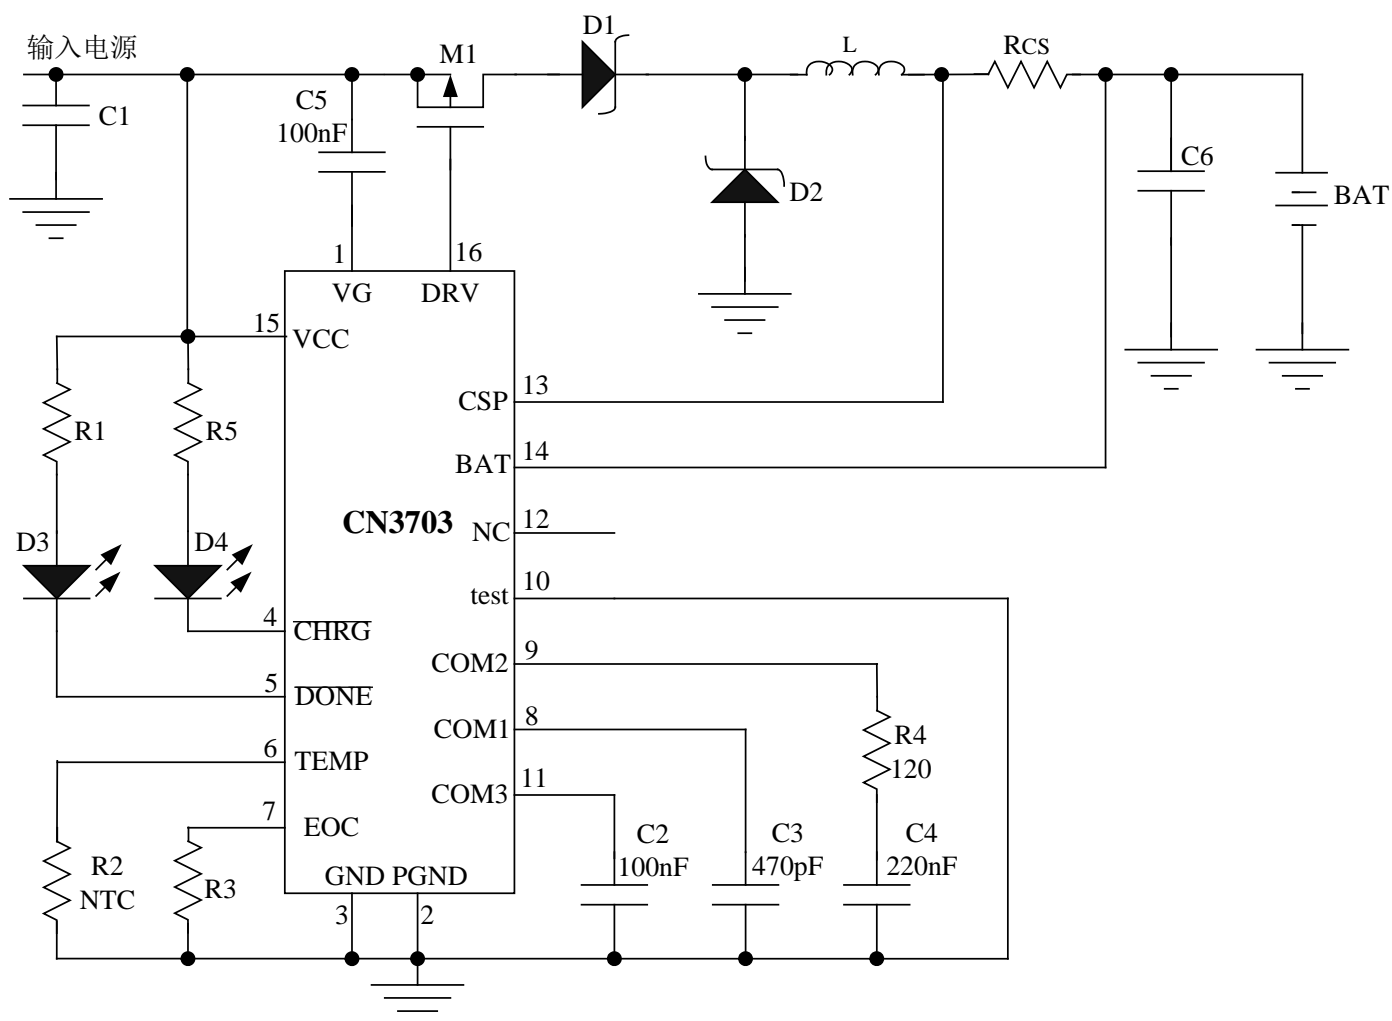 D1
输入电源
M1
L
RCS
C5
100nF
C1
C6
D2
BAT
1
16
VG
DRV
15
VCC
13
CSP
R1
R5
14
BAT
CN3703
12
NC
D3
D4
10
test
4
CHRG
9
COM2
5
DONE
8
COM1
R4
120
6
TEMP
11
COM3
7
EOC
C2
100nF
C3
470pF
C4
220nF
R2
NTC
R3
GND PGND
3
2